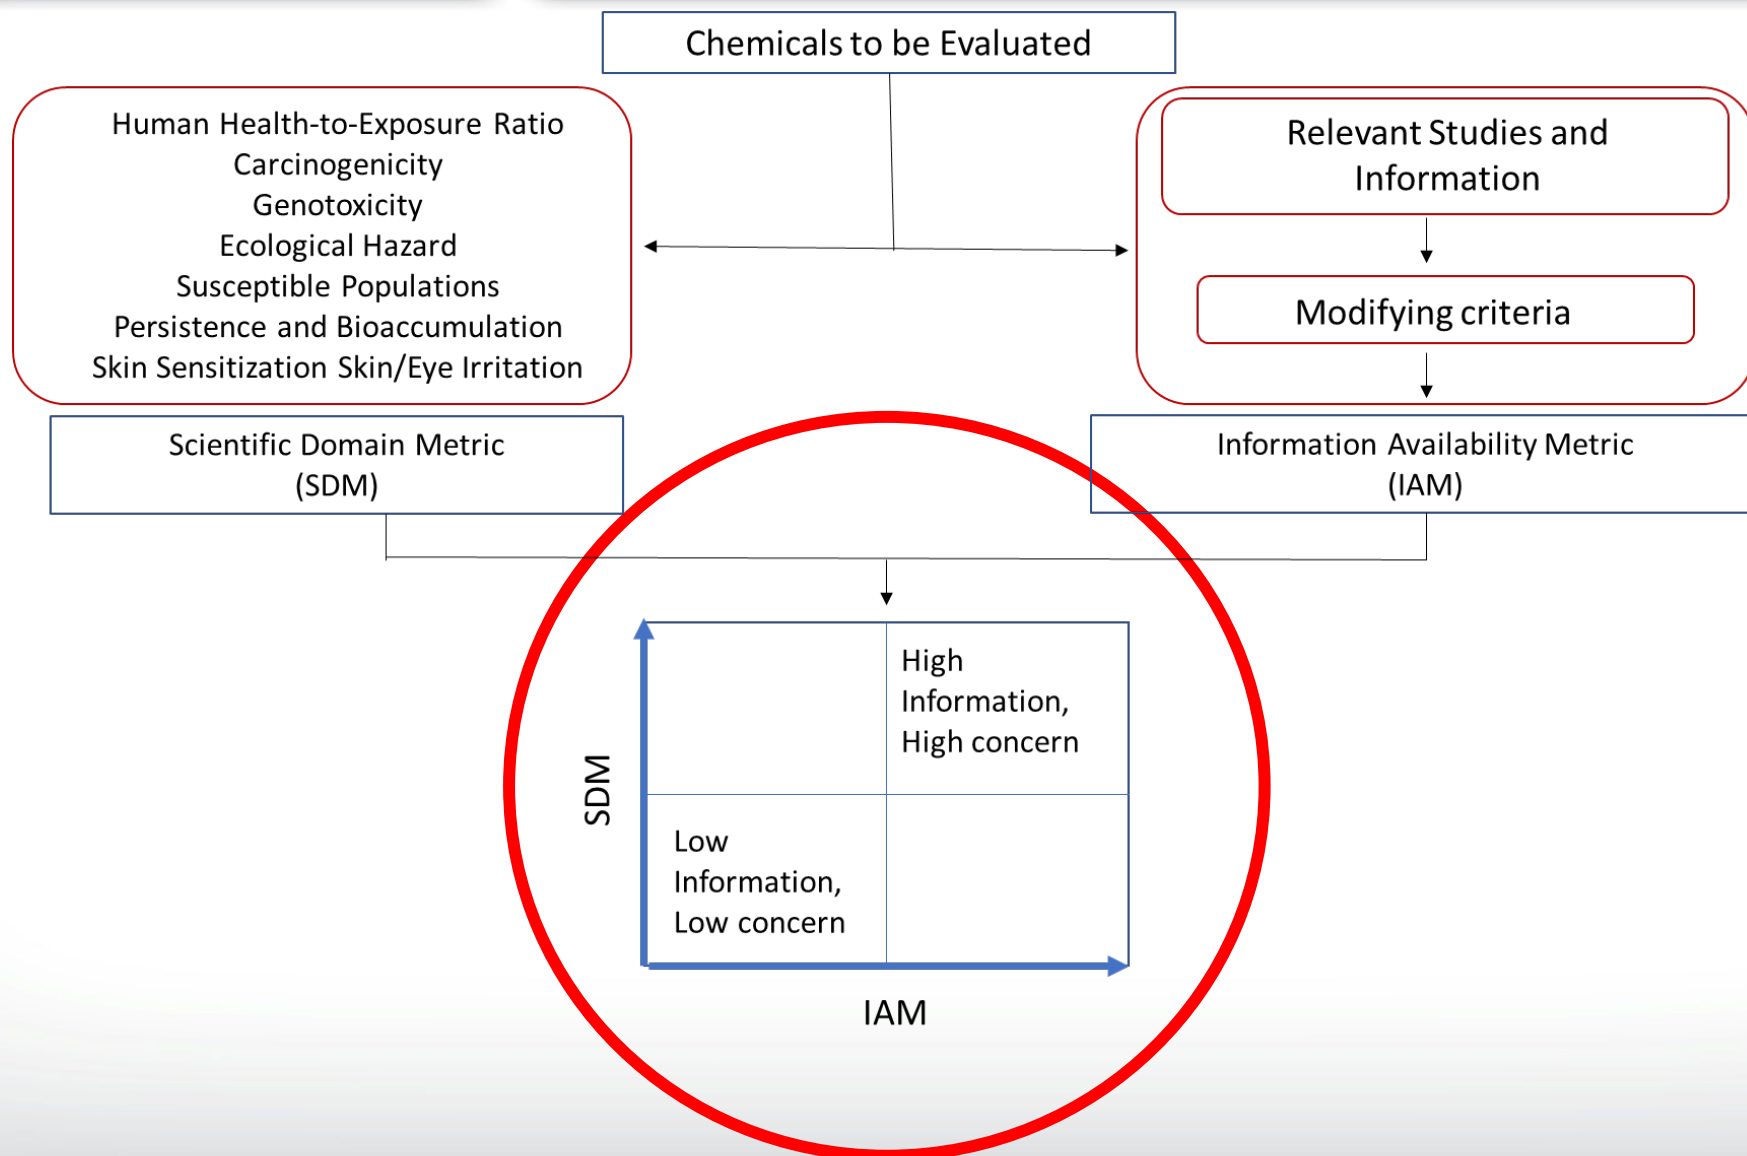 Chemicals to be Evaluated
Human Health-to-Exposure Ratio
Carcinogenicity
Genotoxicity
Ecological Hazard
Susceptible Populations
Persistence and Bioaccumulation
Skin Sensitization Skin/Eye Irritation
Relevant Studies and
Information
Modifying criteria
Scientific Domain Metric
(SDM)
Information Availability Metric
(IAM)
SDM
High
Information,
High concern
Low
Information,
Low concern
IAM